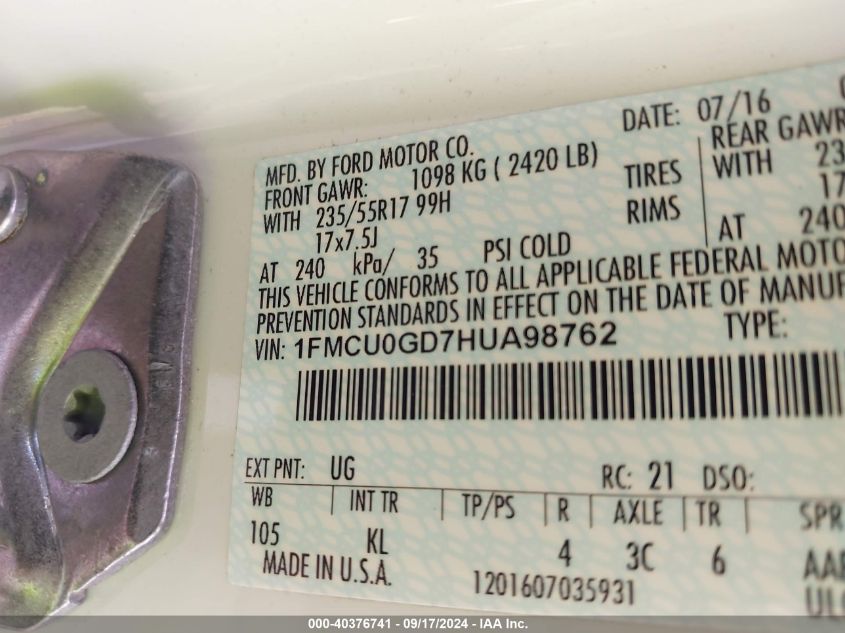 DATE: 07/16
MFD. BY FORD MOTOR CO.
FRONT GAWR: 1098 KG ( 2420 LB)
REAR GAWR
WITH 235/55R17 99H TIRES WITH
17x7.5J RIMS
AT 240 kPa/ 35 PSI COLD AT 240
THIS VEHICLE CONFORMS TO ALL APPLICABLE FEDERAL
PREVENTION STANDARDS IN EFFECT ON THE DATE OF
VIN: 1FMCU0GD7HUA98762 TYPE:
EXT PNT: UG RC: 21 DSO:
WB INT TR TP/PS R AXLE TR SPR
105 KL 4 3C 6
MADE IN U.S.A. 1201607035931
000-40376741 - 09/17/2024 - IAA Inc.